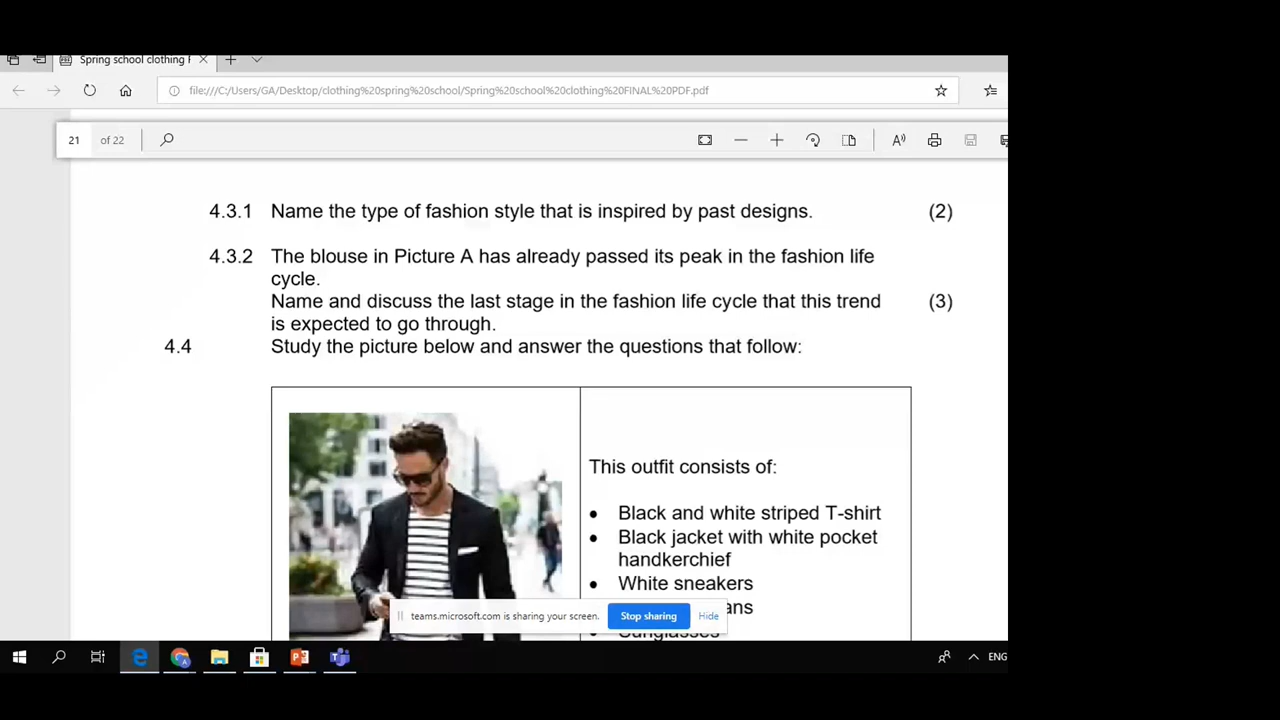 Spring school clothing F
file:///C:/Users/GA/Desktop/clothing%20spring%20school/Spring%20school%20clothing%20FINAL%20PDF.pdf
21 of 22
4.3.1 Name the type of fashion style that is inspired by past designs. (2)
4.3.2 The blouse in Picture A has already passed its peak in the fashion life
cycle.
Name and discuss the last stage in the fashion life cycle that this trend (3)
is expected to go through.
4.4 Study the picture below and answer the questions that follow:
This outfit consists of:
• Black and white striped T-shirt
• Black jacket with white pocket
handkerchief
• White sneakers
teams.microsoft.com is sharing your screen. Stop sharing Hide
• Sunglasses
ENG